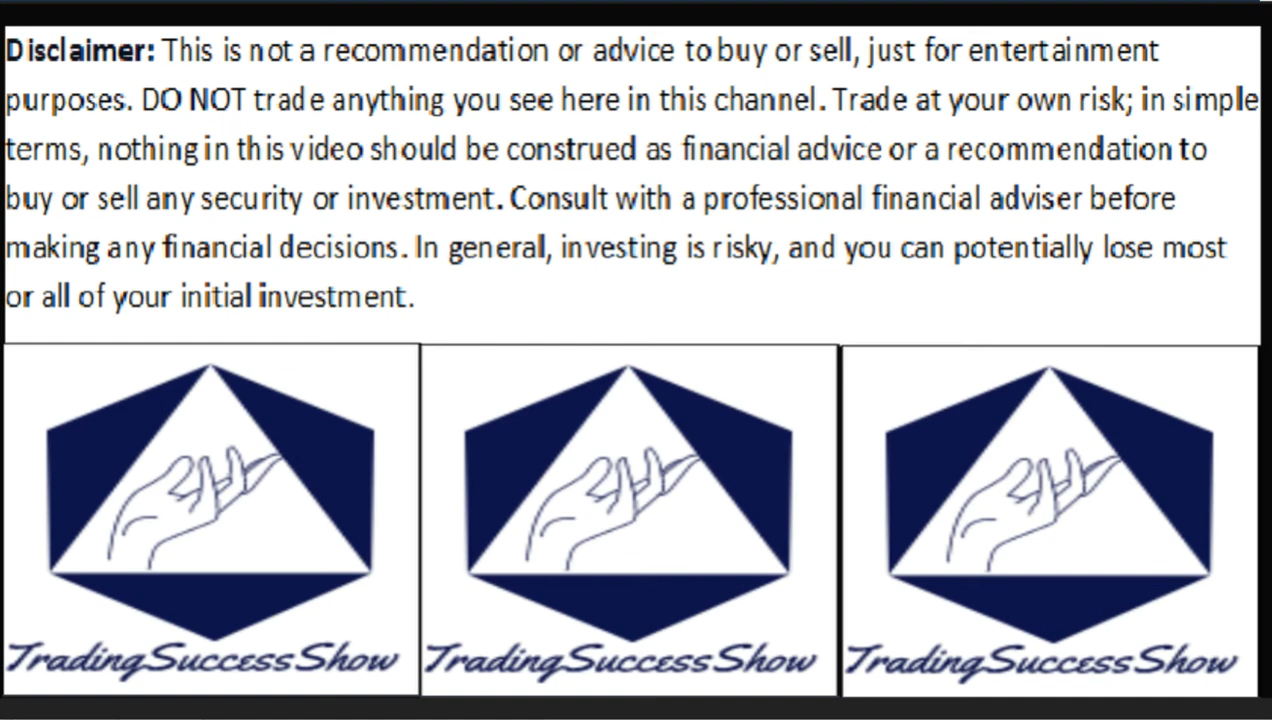 Disclaimer: This is not a recommendation or advice to buy or sell, just for entertainment
purposes. DO NOT trade anything you see here in this channel. Trade at your own risk; in simple
terms, nothing in this video should be construed as financial advice or a recommendation to
buy or sell any security or investment. Consult with a professional financial adviser before
making any financial decisions. In general, investing is risky, and you can potentially lose most
or all of your initial investment.
TradingSuccessShow
TradingSuccessShow
TradingSuccessShow